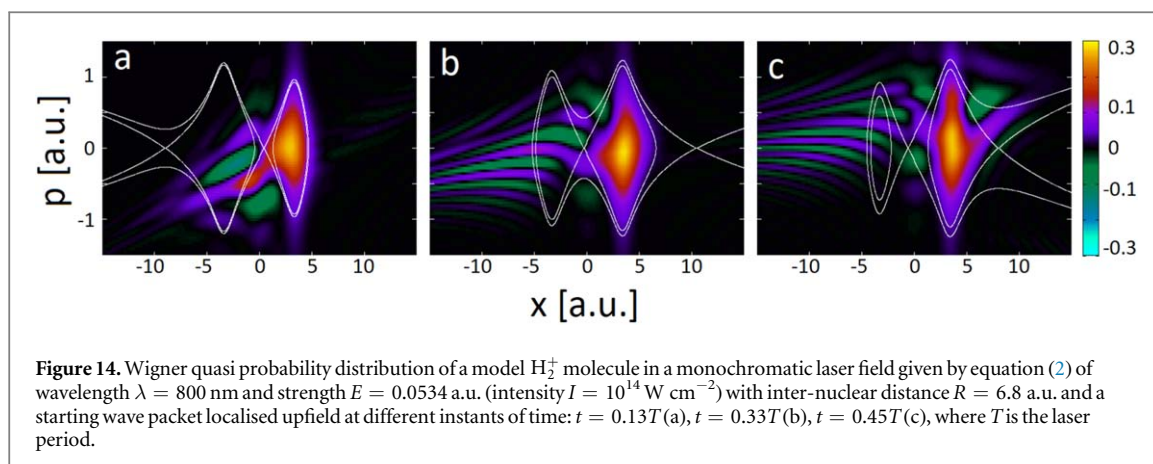 a b c
0.3
0.1
0
-0.1
-0.3
1
0
-1
p [a.u.]
-10 -5 0 5 10 -10 -5 0 5 10 -10 -5 0 5 10
x [a.u.]
Figure 14. Wigner quasi probability distribution of a model H₂⁺ molecule in a monochromatic laser field given by equation (2) of
wavelength λ = 800 nm and strength E = 0.0534 a.u. (intensity I = 10¹⁴ W cm⁻²) with inter-nuclear distance R = 6.8 a.u. and a
starting wave packet localised upfield at different instants of time: t = 0.13T (a), t = 0.33T (b), t = 0.45T (c), where T is the laser
period.